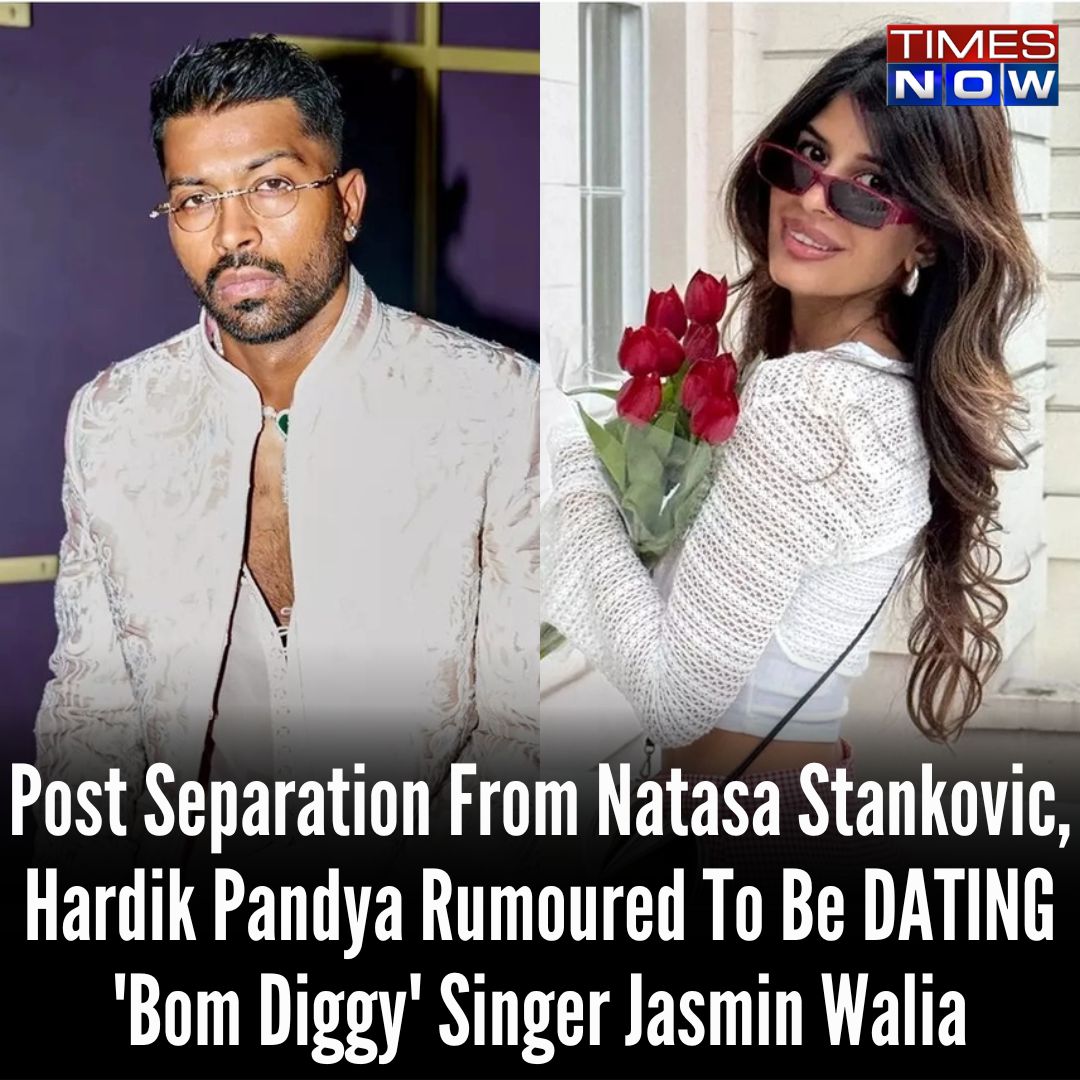 TIMES
NOW
Post Separation From Natasa Stankovic,
Hardik Pandya Rumoured To Be DATING
'Bom Diggy' Singer Jasmin Walia